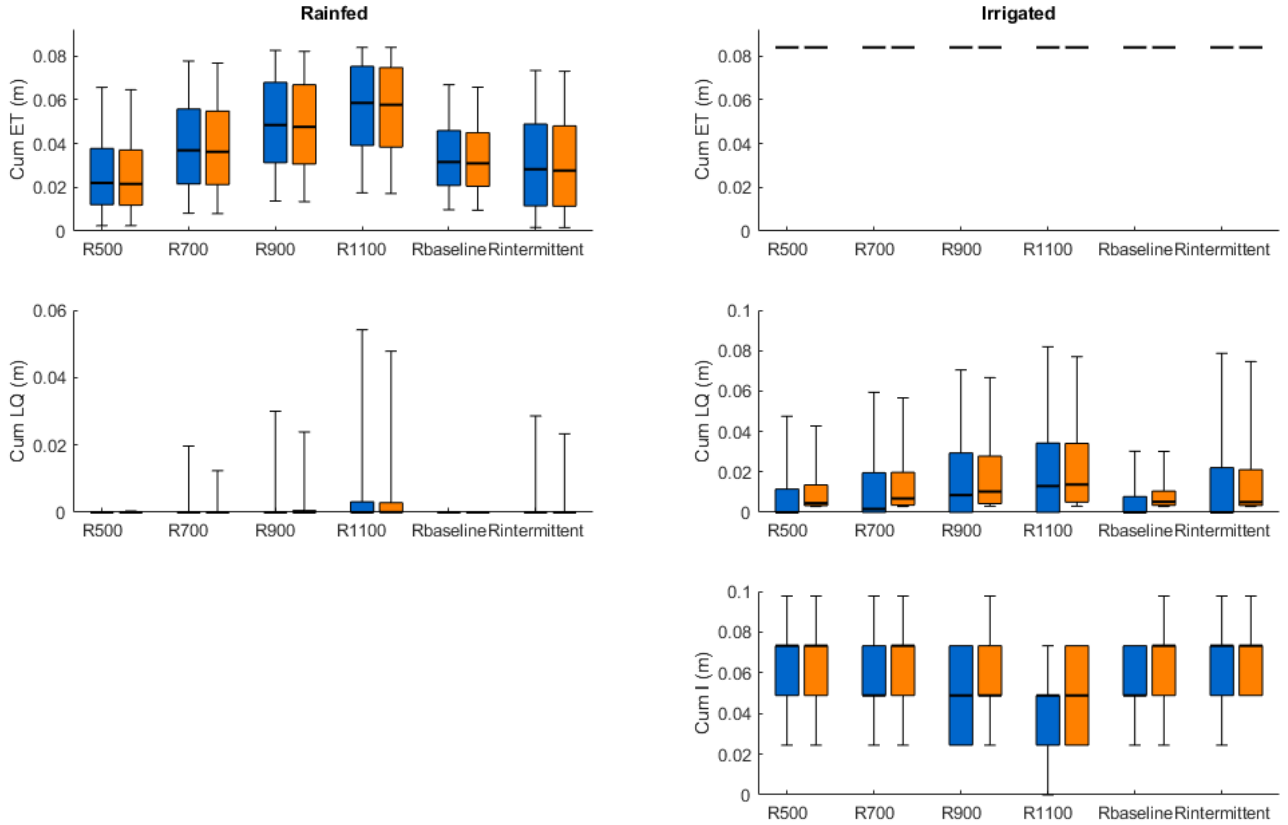 Rainfed
Cum ET (m)
0.08
0.06
0.04
0.02
0
R500 R700 R900 R1100 Rbaseline Rintermittent
Irrigated
Cum ET (m)
0.08
0.06
0.04
0.02
0
R500 R700 R900 R1100 Rbaseline Rintermittent
Cum LQ (m)
0.06
0.04
0.02
0
R500 R700 R900 R1100 Rbaseline Rintermittent
Cum LQ (m)
0.1
0.08
0.06
0.04
0.02
0
R500 R700 R900 R1100 Rbaseline Rintermittent
Cum I (m)
0.1
0.08
0.06
0.04
0.02
0
R500 R700 R900 R1100 Rbaseline Rintermittent